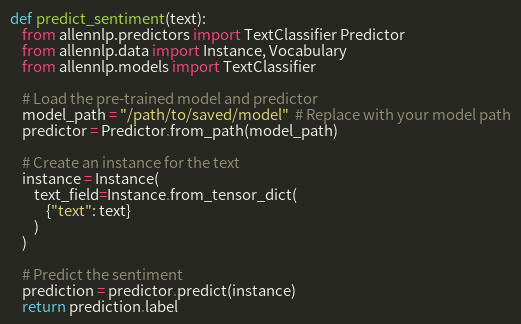 def predict_sentiment(text):
from allennlp.predictors import TextClassifier Predictor
from allennlp.data import Instance, Vocabulary
from allennlp.models import TextClassifier
# Load the pre-trained model and predictor
model_path = "/path/to/saved/model" # Replace with your model path
predictor = Predictor.from_path(model_path)
# Create an instance for the text
instance = Instance(
text_field=Instance.from_tensor_dict(
{"text": text}
)
)
# Predict the sentiment
prediction = predictor.predict(instance)
return prediction.label